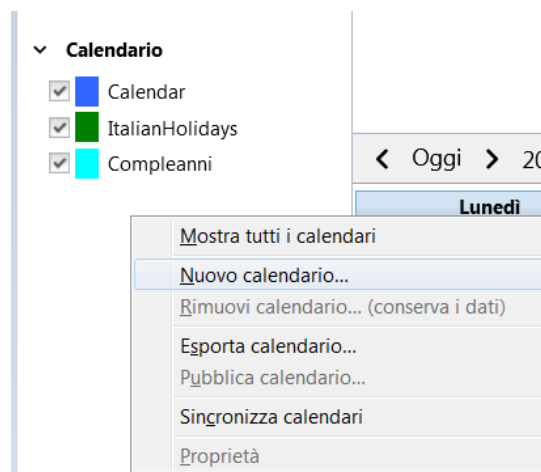 Calendario
Calendar
ItalianHolidays
Compleanni
Oggi 20
Lunedì
Mostra tutti i calendari
Nuovo calendario...
Rimuovi calendario... (conserva i dati)
Esporta calendario...
Pubblica calendario...
Sincronizza calendari
Proprietà